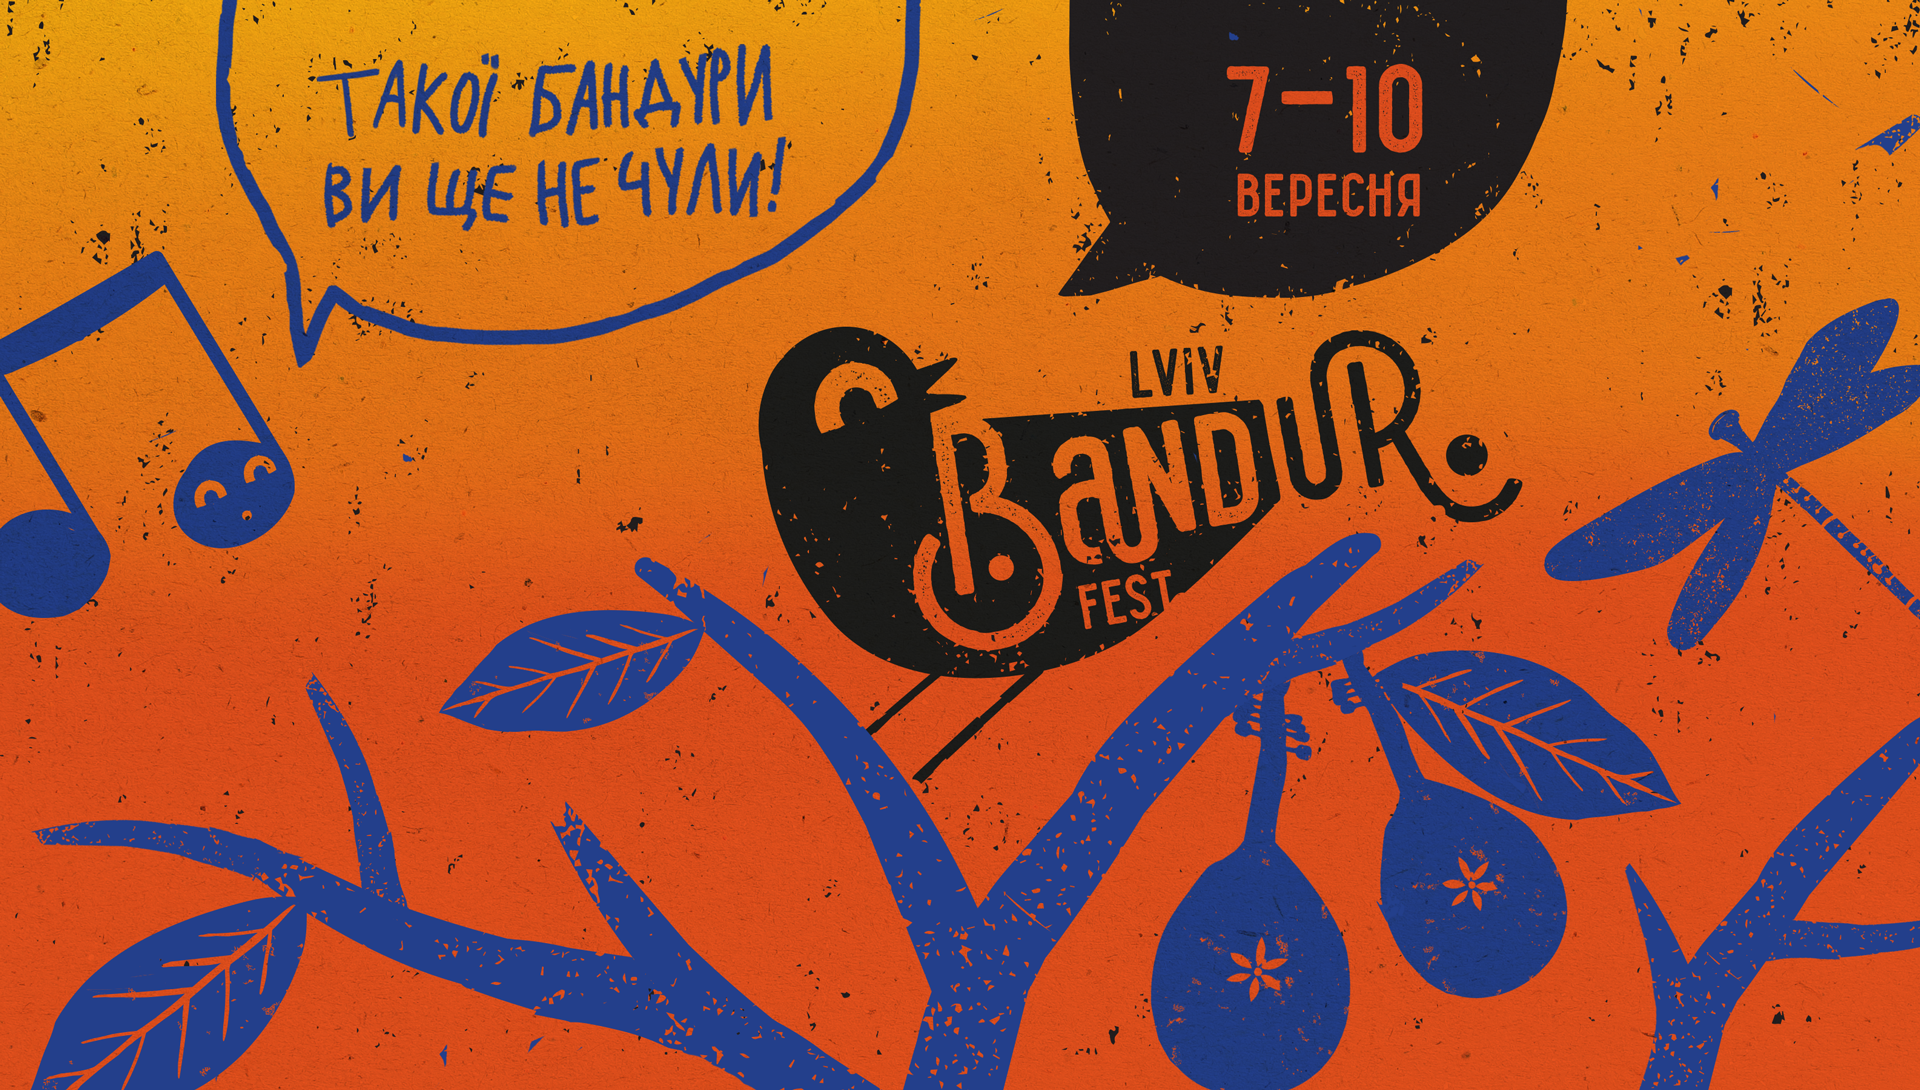 ТАКОЇ БАНДУРИ
ВИ ЩЕ НЕ ЧУЛИ!
7—10
ВЕРЕСНЯ
LVIV
BANDUR.
FEST